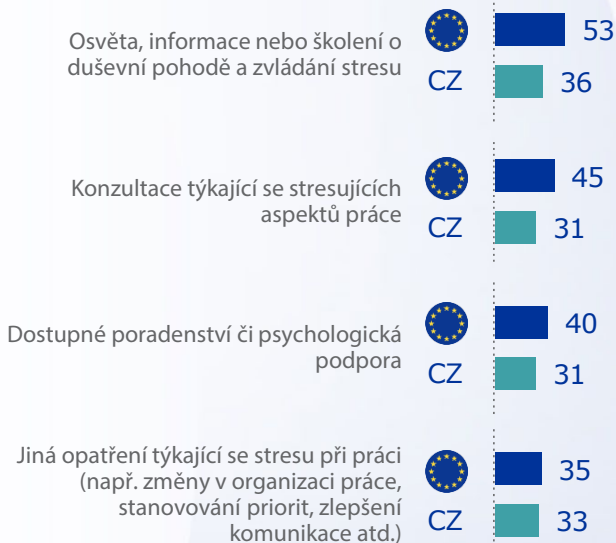 Osvěta, informace nebo školení o
duševní pohodě a zvládání stresu
53
CZ 36
Konzultace týkající se stresujících
aspektů práce
45
CZ 31
Dostupné poradenství či psychologická
podpora
40
CZ 31
Jiná opatření týkající se stresu při práci
(např. změny v organizaci práce,
stanovování priorit, zlepšení
komunikace atd.)
35
CZ 33